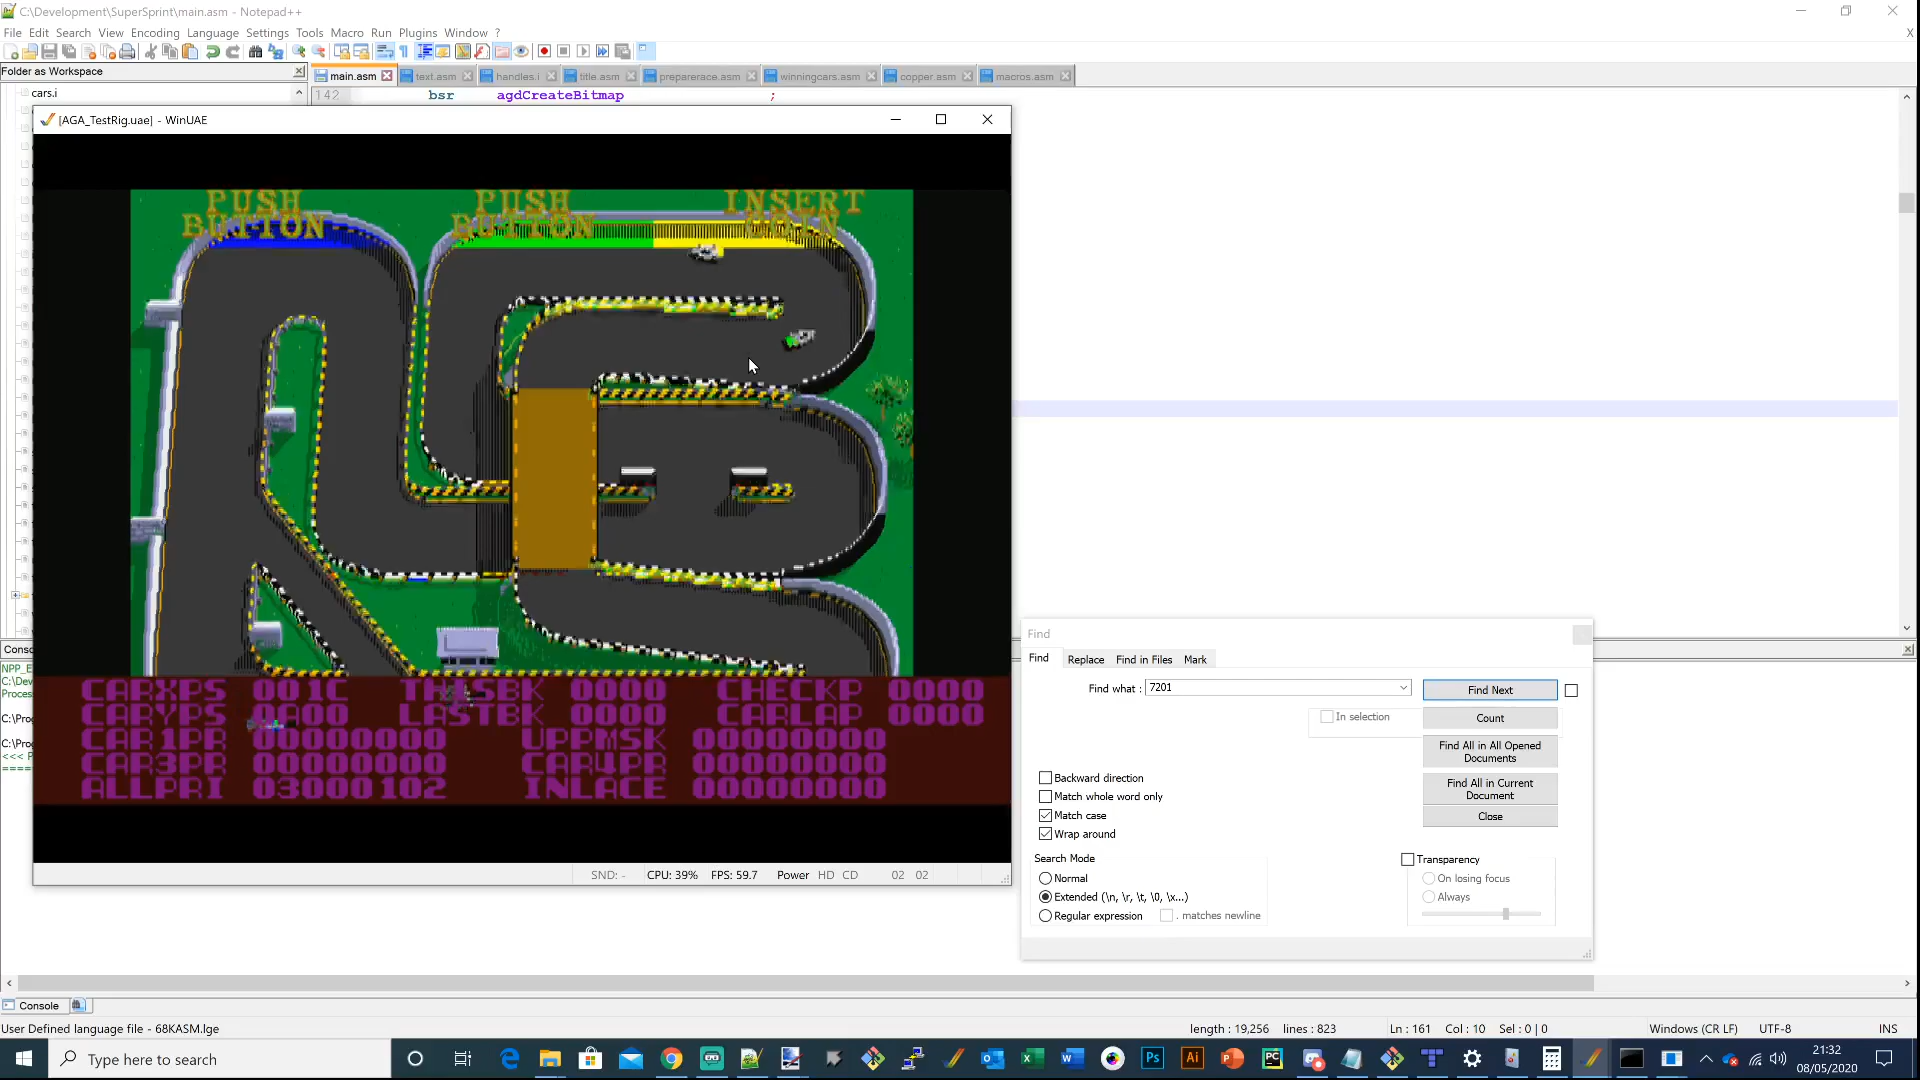 C:\Development\SuperSprint\main.asm - Notepad++
File Edit Search View Encoding Language Settings Tools Macro Run Plugins Window ?
X
Folder as Workspace
main.asm text.asm handles.i title.asm preparerace.asm winningcars.asm copper.asm macros.asm
cars.i
142 bsr agdCreateBitmap ;
[AGA_TestRig.uae] - WinUAE
PUSH BUTTON
PUSH BUTTON
INSERT COIN
CARXPS 001C THISBK 0000 CHECKP 0000
CARYPS 0A00 LASTBK 0000 CARLAP 0000
CAR1PR 00000000 UPPMSK 00000000
CAR3PR 00000000 CAR4PR 00000000
ALLPRI 03000102 INLACE 00000000
SND: - CPU: 39% FPS: 59.7 Power HD CD 02 02
Conso
NPP_E
C:\Dev
Proces
C:\Prog
C:\Prog
<<< P
====
Find
Find Replace Find in Files Mark
Find what : 7201
Find Next
In selection
Count
Find All in All Opened Documents
Find All in Current Document
Close
Backward direction
Match whole word only
Match case
Wrap around
Search Mode
Normal
Extended (\n, \r, \t, \0, \x...)
Regular expression
. matches newline
Transparency
On losing focus
Always
Console
User Defined language file - 68KASM.lge length : 19,256 lines : 823 Ln : 161 Col : 10 Sel : 0 | 0 Windows (CR LF) UTF-8 INS
Type here to search
21:32
08/05/2020